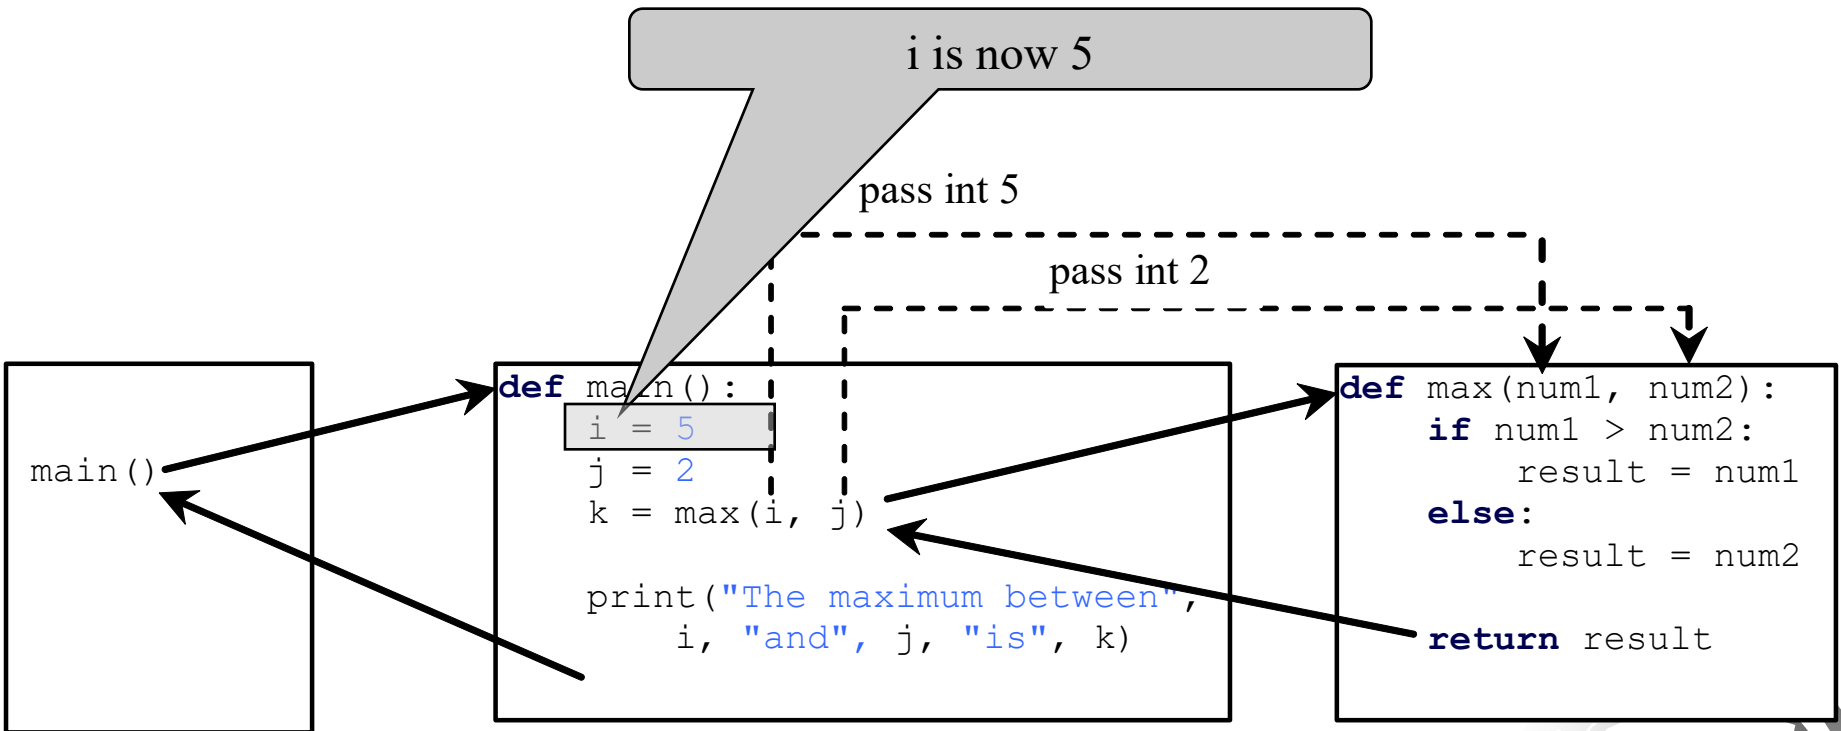 i is now 5
pass int 5
pass int 2
main()
def main():
    i = 5
    j = 2
    k = max(i, j)
    print("The maximum between",
        i, "and", j, "is", k)
def max(num1, num2):
    if num1 > num2:
        result = num1
    else:
        result = num2
    return result